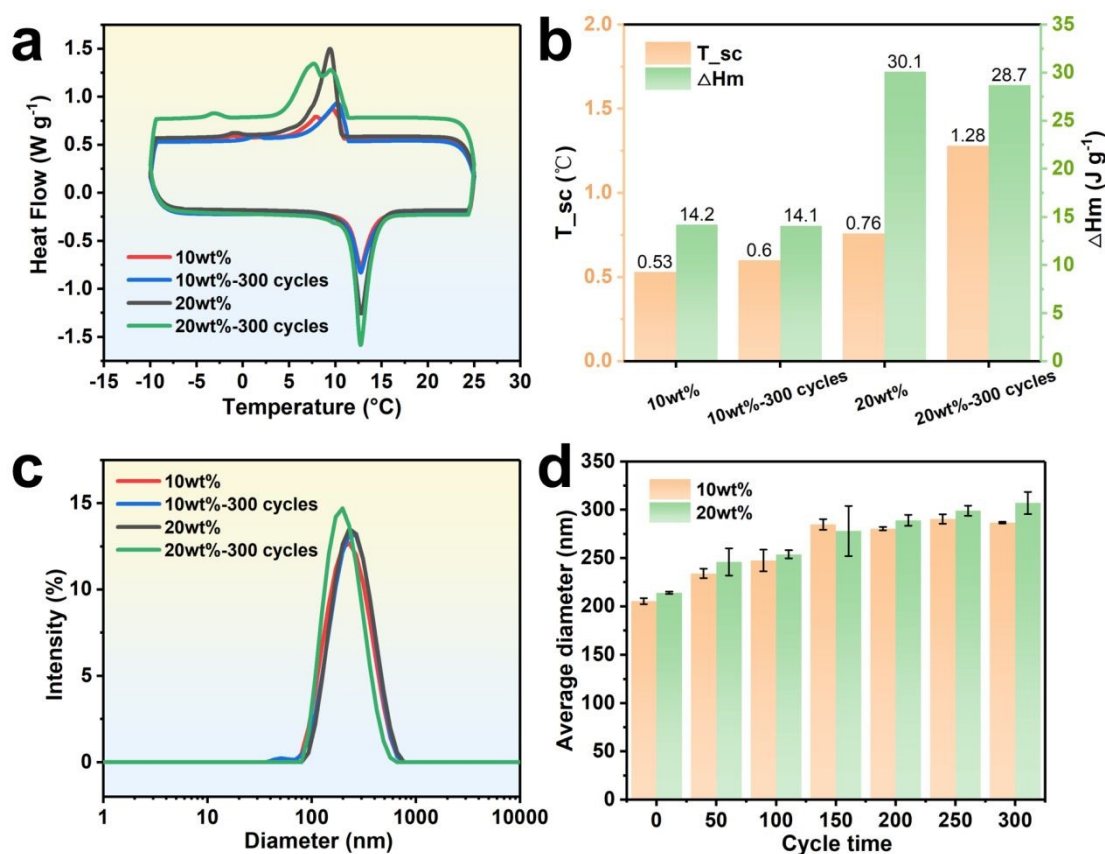 a
1.5
1.0
0.5
0.0
-0.5
-1.0
-1.5
Heat Flow (W g-1)
10wt%
10wt%-300 cycles
20wt%
20wt%-300 cycles
-15 -10 -5 0 5 10 15 20 25 30
Temperature (°C)
b
2.0
1.5
1.0
0.5
0.0
T_sc (℃)
T_sc
△Hm
0.53
14.2
0.6
14.1
0.76
30.1
1.28
28.7
35
30
25
20
15
10
5
0
△Hm (J g-1)
10wt%
10wt%-300 cycles
20wt%
20wt%-300 cycles
c
15
10
5
0
Intensity (%)
10wt%
10wt%-300 cycles
20wt%
20wt%-300 cycles
1 10 100 1000 10000
Diameter (nm)
d
350
300
250
200
150
100
50
0
Average diameter (nm)
10wt%
20wt%
0 50 100 150 200 250 300
Cycle time